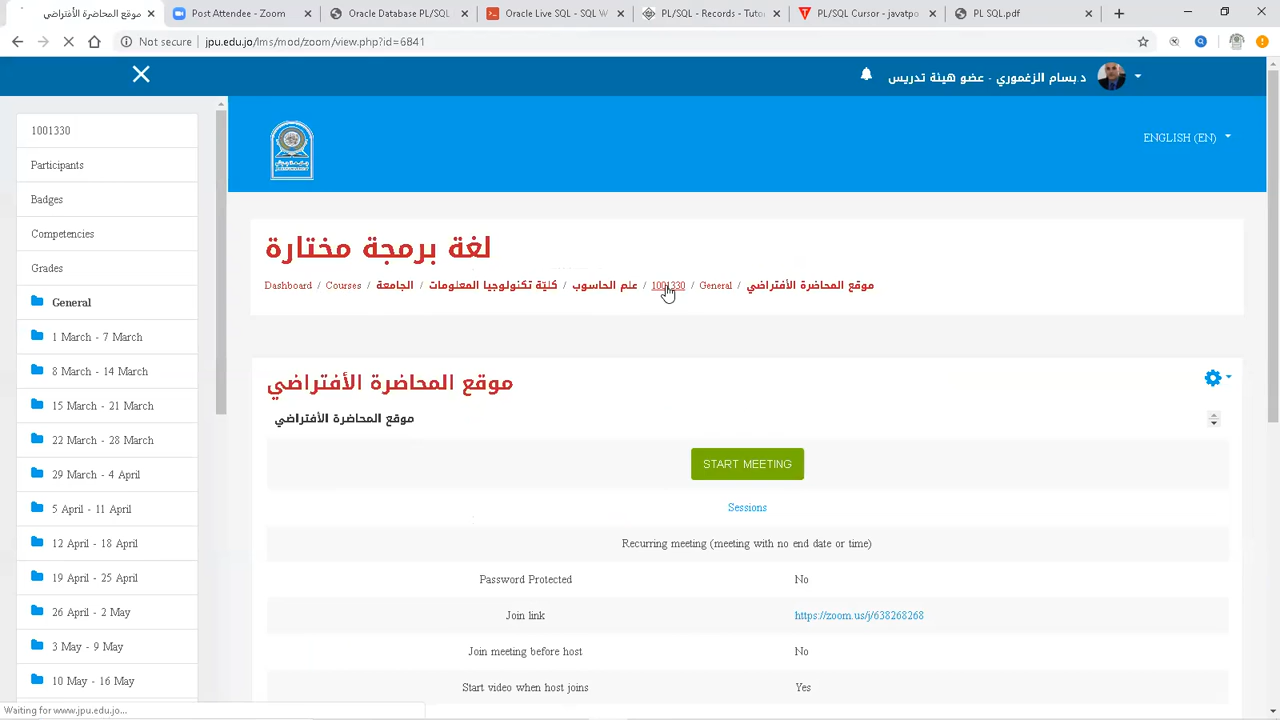 موقع المحاضرة الأفتراضي
Post Attendee - Zoom
Oracle Database PL/SQL
Oracle Live SQL - SQL W
PL/SQL - Records - Tuto
PL/SQL Cursor - javatpo
PL SQL.pdf
Not secure
jpu.edu.jo/lms/mod/zoom/view.php?id=6841
د بسام الزغموري - عضو هيئة تدريس
ENGLISH (EN)
1001330
Participants
Badges
Competencies
Grades
General
1 March - 7 March
8 March - 14 March
15 March - 21 March
22 March - 28 March
29 March - 4 April
5 April - 11 April
12 April - 18 April
19 April - 25 April
26 April - 2 May
3 May - 9 May
10 May - 16 May
لغة برمجة مختارة
Dashboard / Courses / الجامعة / كليّة تكنولوجيا المعلومات / علم الحاسوب / 1001330 / General / موقع المحاضرة الأفتراضي
موقع المحاضرة الأفتراضي
موقع المحاضرة الأفتراضي
START MEETING
Sessions
Recurring meeting (meeting with no end date or time)
Password Protected No
Join link https://zoom.us/j/638268268
Join meeting before host No
Start video when host joins Yes
Waiting for www.jpu.edu.jo...